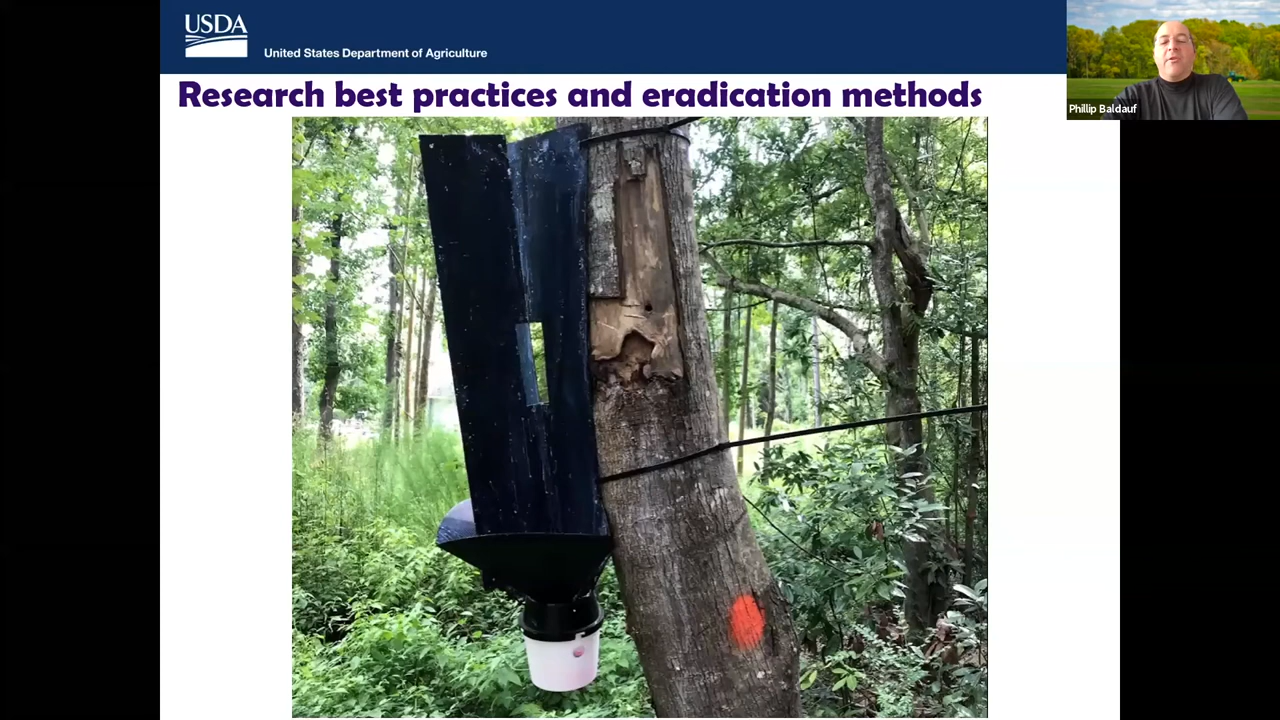 USDA
United States Department of Agriculture
Research best practices and eradication methods
Phillip Baldauf